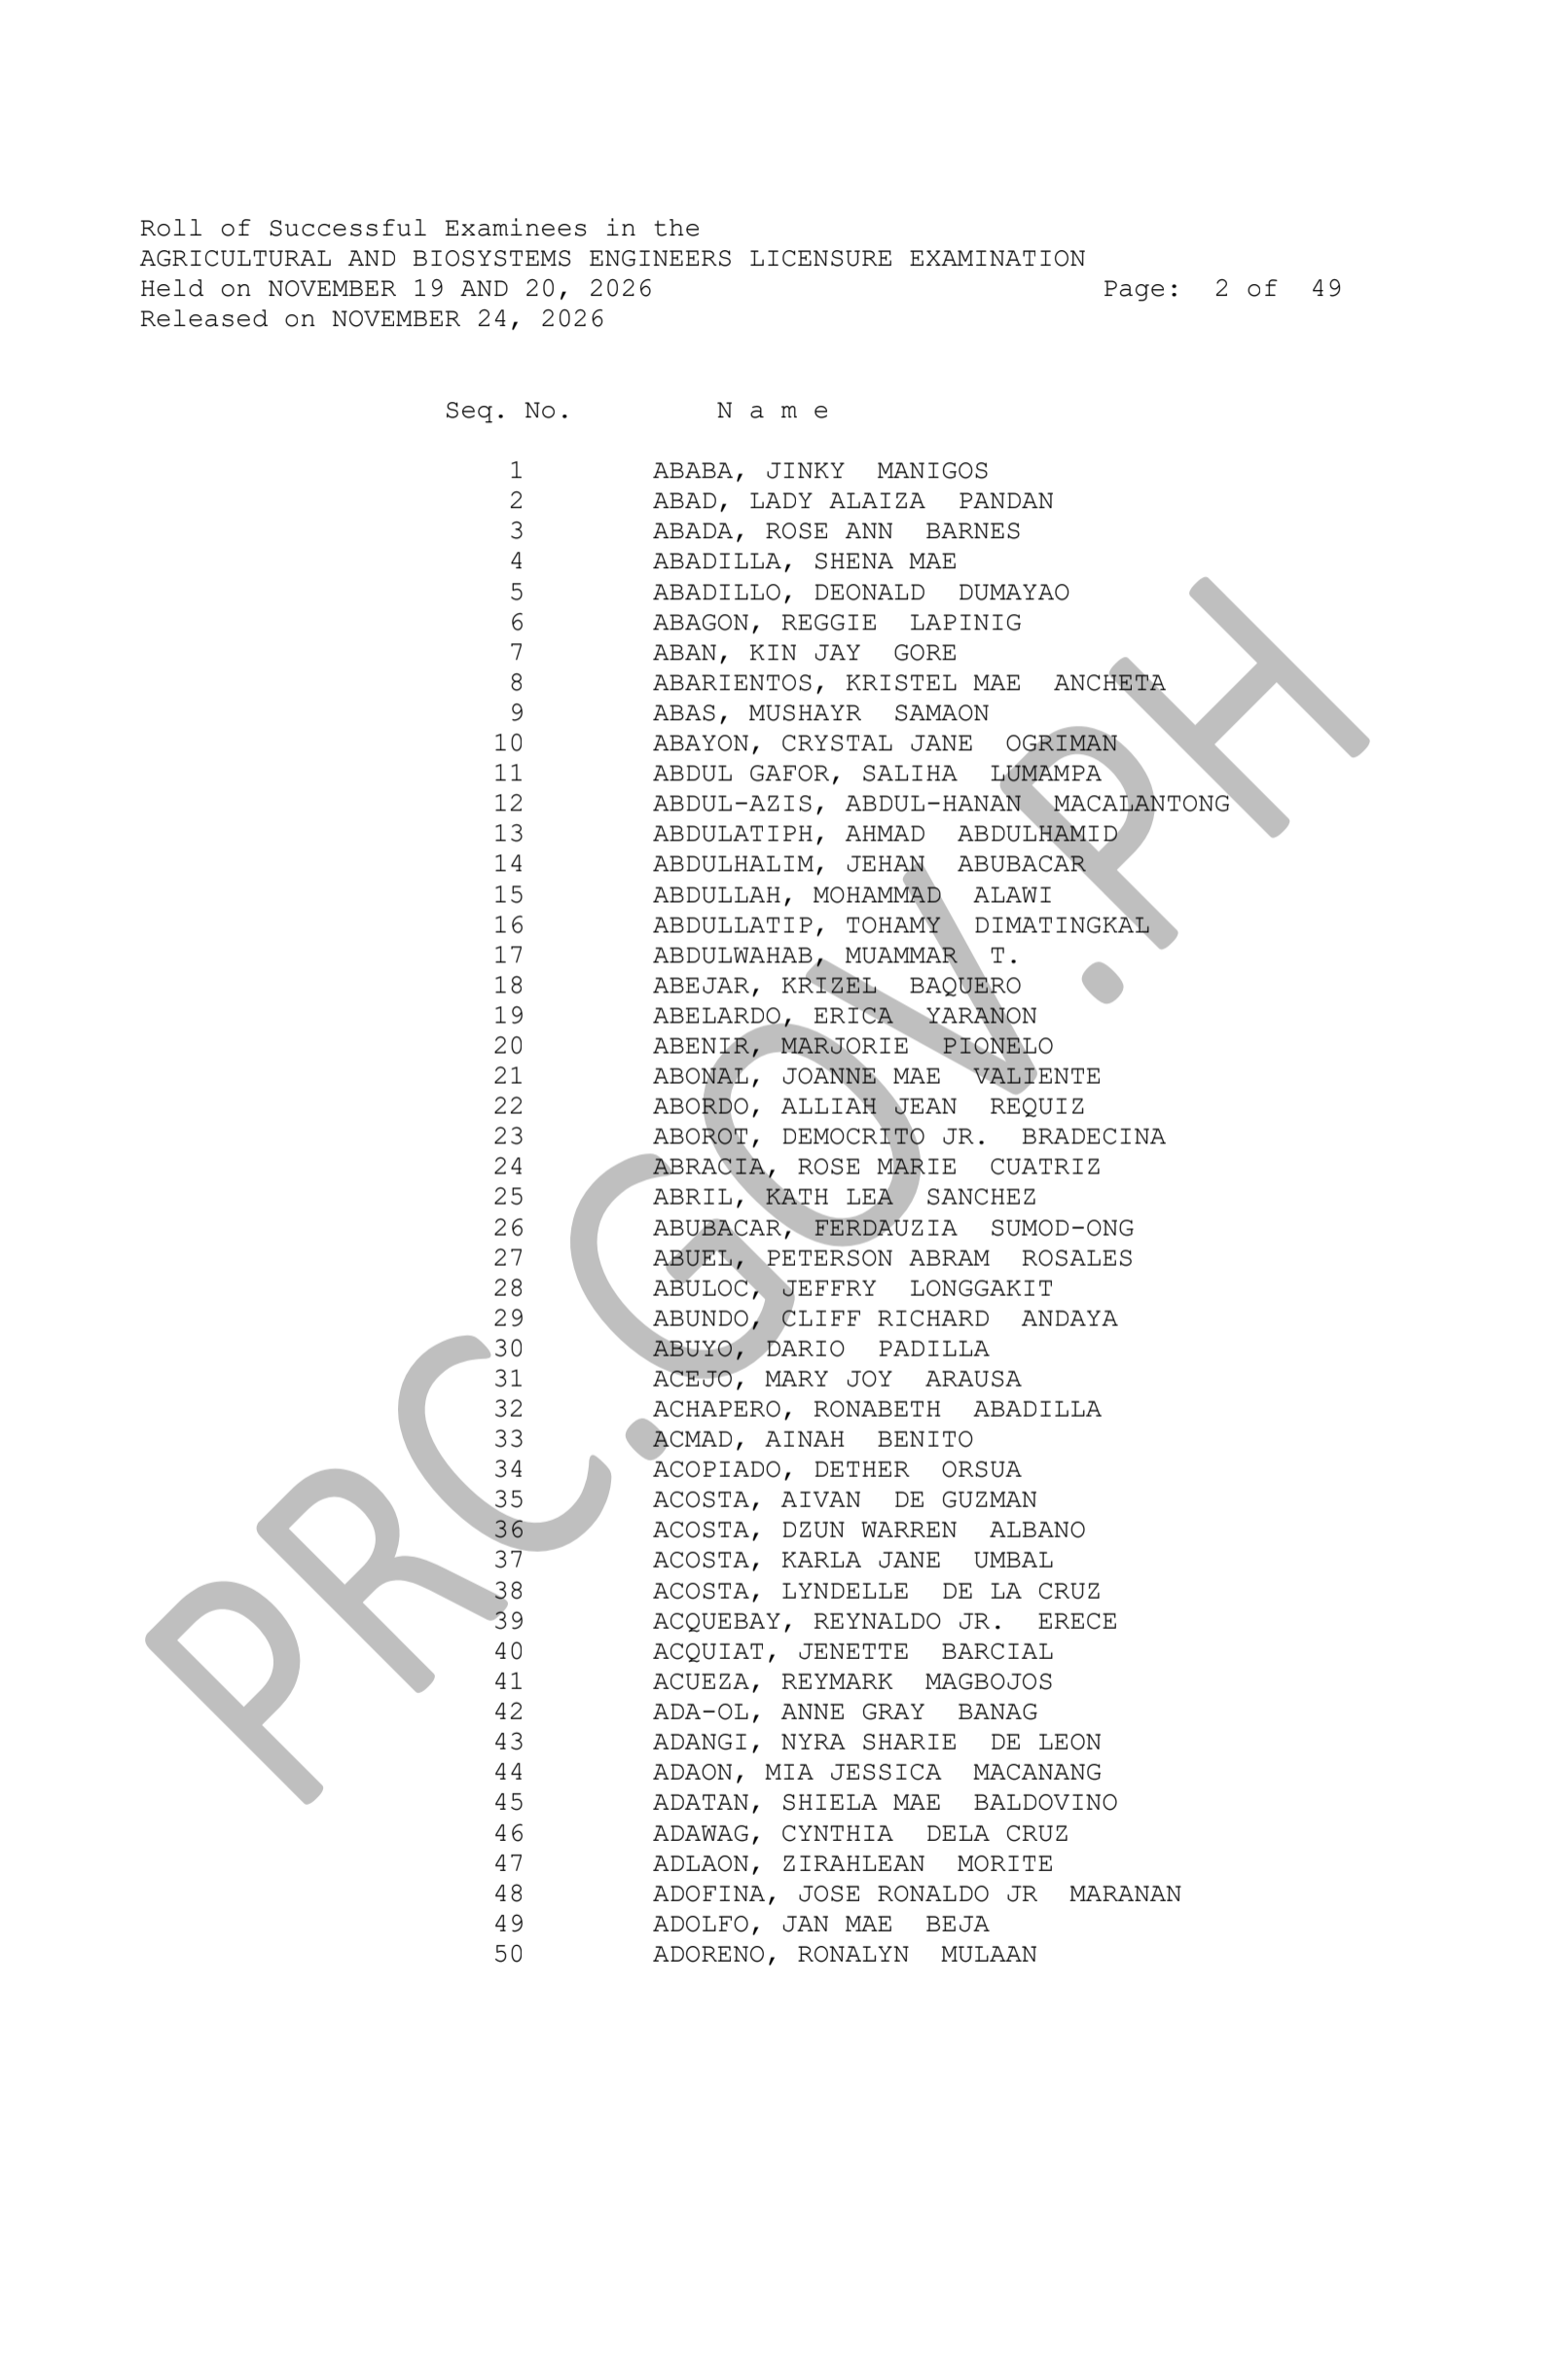 Roll of Successful Examinees in the
AGRICULTURAL AND BIOSYSTEMS ENGINEERS LICENSURE EXAMINATION
Held on NOVEMBER 19 AND 20, 2026 Page: 2 of 49
Released on NOVEMBER 24, 2026
Seq. No. N a m e
1 ABABA, JINKY MANIGOS
2 ABAD, LADY ALAIZA PANDAN
3 ABADA, ROSE ANN BARNES
4 ABADILLA, SHENA MAE
5 ABADILLO, DEONALD DUMAYAO
6 ABAGON, REGGIE LAPINIG
7 ABAN, KIN JAY GORE
8 ABARIENTOS, KRISTEL MAE ANCHETA
9 ABAS, MUSHAYR SAMAON
10 ABAYON, CRYSTAL JANE OGRIMAN
11 ABDUL GAFOR, SALIHA LUMAMPA
12 ABDUL-AZIS, ABDUL-HANAN MACALANTONG
13 ABDULATIPH, AHMAD ABDULHAMID
14 ABDULHALIM, JEHAN ABUBACAR
15 ABDULLAH, MOHAMMAD ALAWI
16 ABDULLATIP, TOHAMY DIMATINGKAL
17 ABDULWAHAB, MUAMMAR T.
18 ABEJAR, KRIZEL BAQUERO
19 ABELARDO, ERICA YARANON
20 ABENIR, MARJORIE PIONELO
21 ABONAL, JOANNE MAE VALIENTE
22 ABORDO, ALLIAH JEAN REQUIZ
23 ABOROT, DEMOCRITO JR. BRADECINA
24 ABRACIA, ROSE MARIE CUATRIZ
25 ABRIL, KATH LEA SANCHEZ
26 ABUBACAR, FERDAUZIA SUMOD-ONG
27 ABUEL, PETERSON ABRAM ROSALES
28 ABULOC, JEFFRY LONGGAKIT
29 ABUNDO, CLIFF RICHARD ANDAYA
30 ABUYO, DARIO PADILLA
31 ACEJO, MARY JOY ARAUSA
32 ACHAPERO, RONABETH ABADILLA
33 ACMAD, AINAH BENITO
34 ACOPIADO, DETHER ORSUA
35 ACOSTA, AIVAN DE GUZMAN
36 ACOSTA, DZUN WARREN ALBANO
37 ACOSTA, KARLA JANE UMBAL
38 ACOSTA, LYNDELLE DE LA CRUZ
39 ACQUEBAY, REYNALDO JR. ERECE
40 ACQUIAT, JENETTE BARCIAL
41 ACUEZA, REYMARK MAGBOJOS
42 ADA-OL, ANNE GRAY BANAG
43 ADANGI, NYRA SHARIE DE LEON
44 ADAON, MIA JESSICA MACANANG
45 ADATAN, SHIELA MAE BALDOVINO
46 ADAWAG, CYNTHIA DELA CRUZ
47 ADLAON, ZIRAHLEAN MORITE
48 ADOFINA, JOSE RONALDO JR MARANAN
49 ADOLFO, JAN MAE BEJA
50 ADORENO, RONALYN MULAAN
PRC.GOV.PH